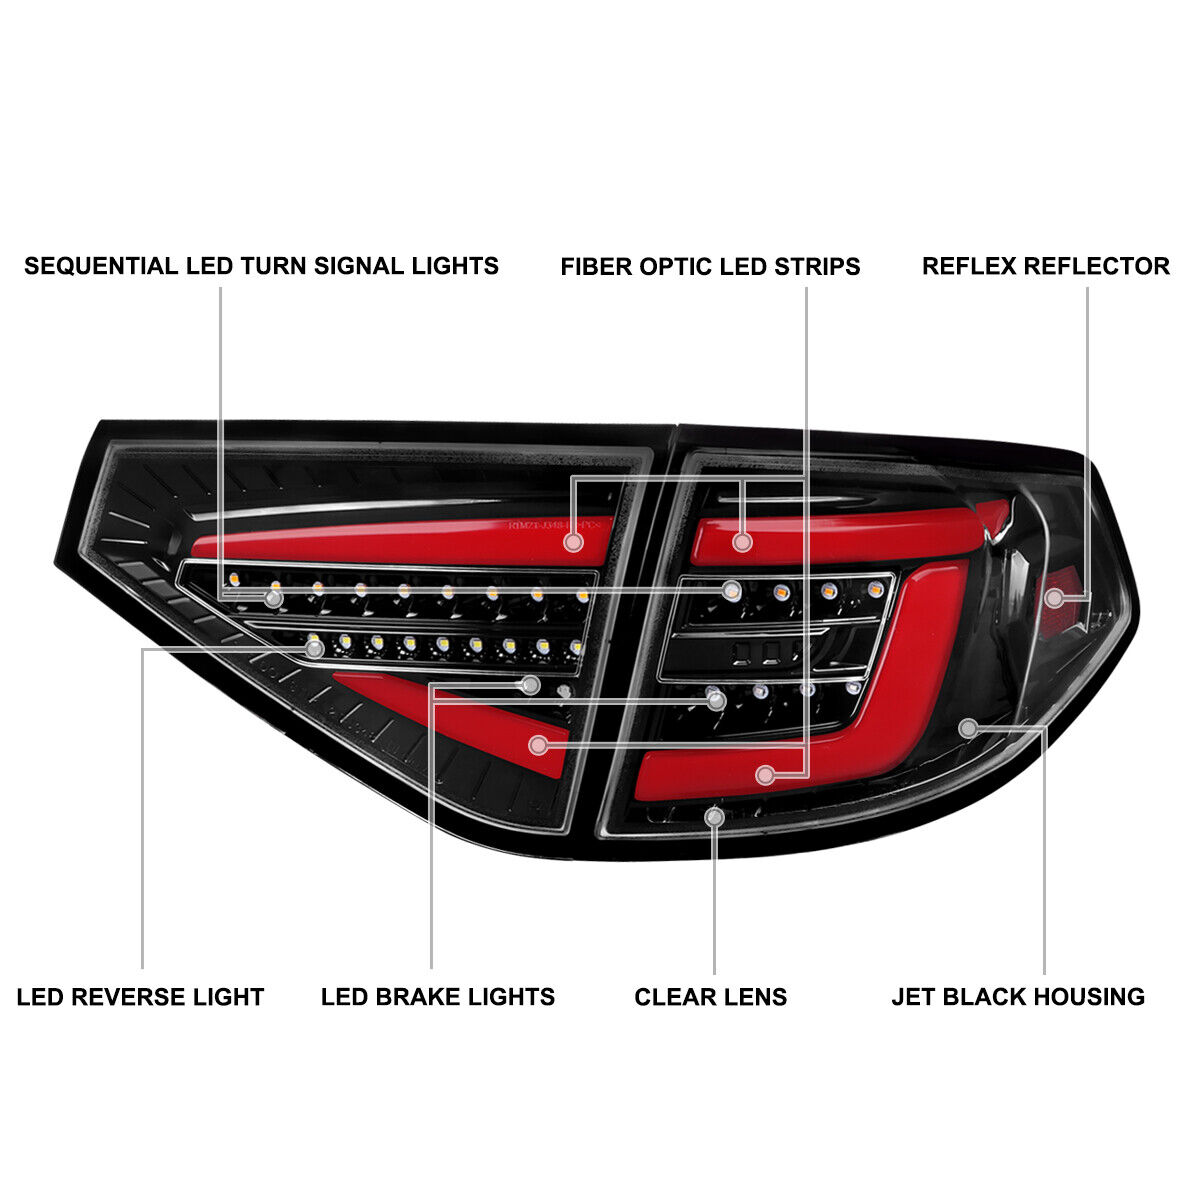 SEQUENTIAL LED TURN SIGNAL LIGHTS
FIBER OPTIC LED STRIPS
REFLEX REFLECTOR
LED REVERSE LIGHT
LED BRAKE LIGHTS
CLEAR LENS
JET BLACK HOUSING